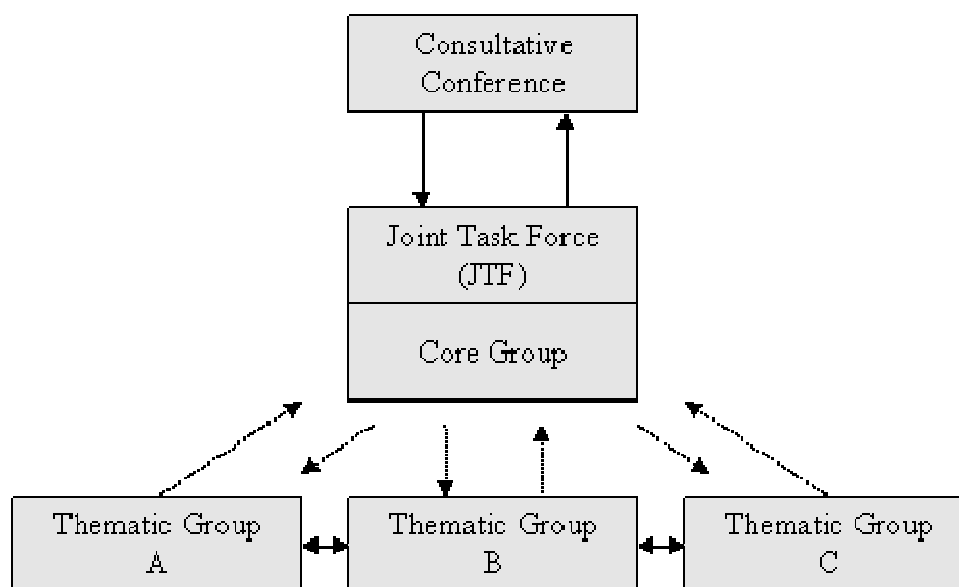 Consultative
Conference
Joint Task Force
(JTF)
Core Group
Thematic Group
A
Thematic Group
B
Thematic Group
C